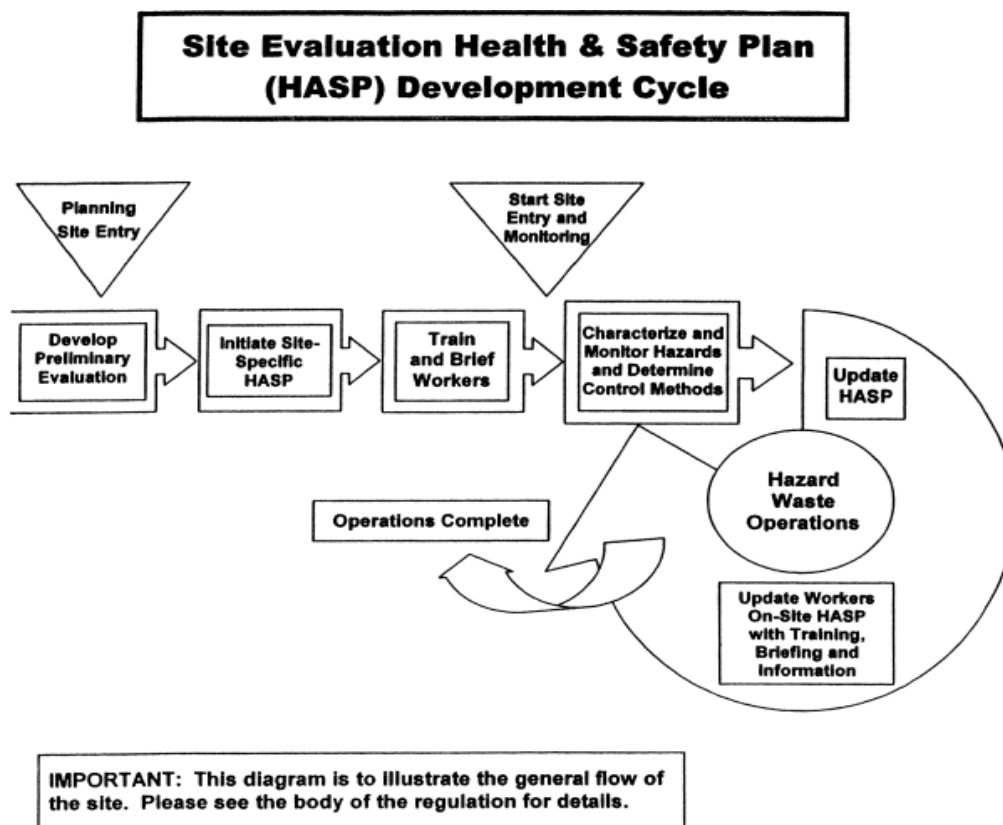 Site Evaluation Health & Safety Plan
(HASP) Development Cycle
Planning
Site Entry
Start Site
Entry and
Monitoring
Develop
Preliminary
Evaluation
Initiate Site-
Specific
HASP
Train
and Brief
Workers
Characterize and
Monitor Hazards
and Determine
Control Methods
Update
HASP
Hazard
Waste
Operations
Operations Complete
Update Workers
On-Site HASP
with Training,
Briefing and
Information
IMPORTANT: This diagram is to illustrate the general flow of
the site. Please see the body of the regulation for details.